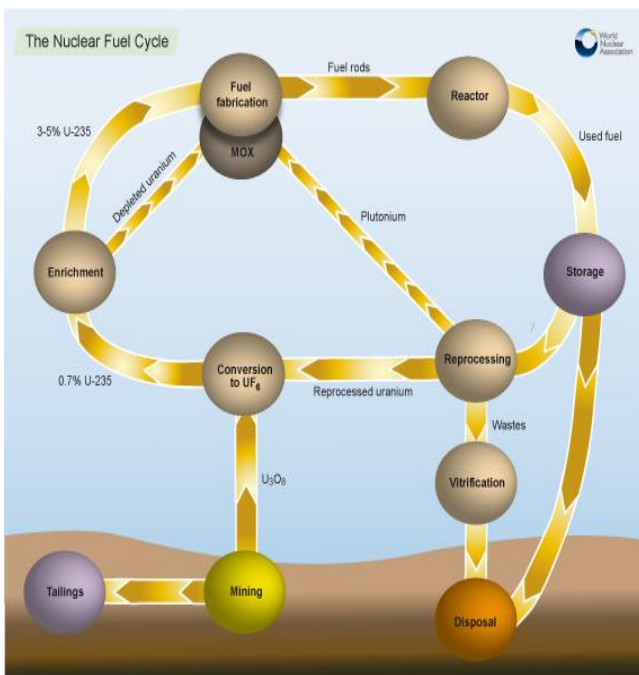 The Nuclear Fuel Cycle
World
Nuclear
Association
Fuel rods
Fuel
fabrication
Reactor
3-5% U-235
MOX
Used fuel
Depleted uranium
Plutonium
Enrichment
Storage
Conversion
to UF₆
Reprocessing
0.7% U-235
Reprocessed uranium
Wastes
U₃O₈
Vitrification
Tailings
Mining
Disposal